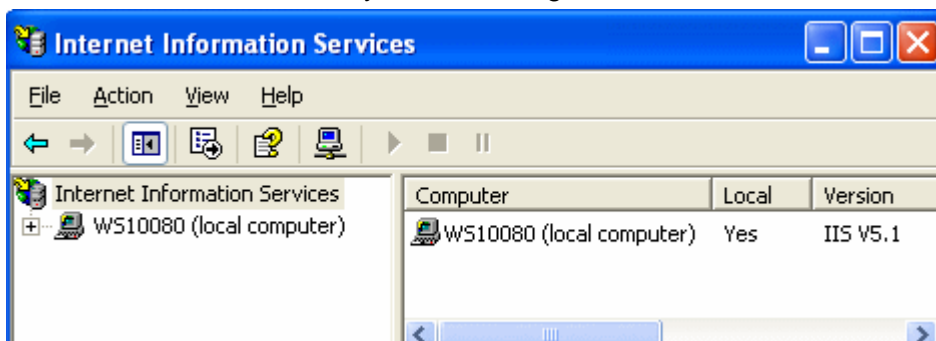 Internet Information Services
File Action View Help
Internet Information Services
WS10080 (local computer)
Computer Local Version
WS10080 (local computer) Yes IIS V5.1